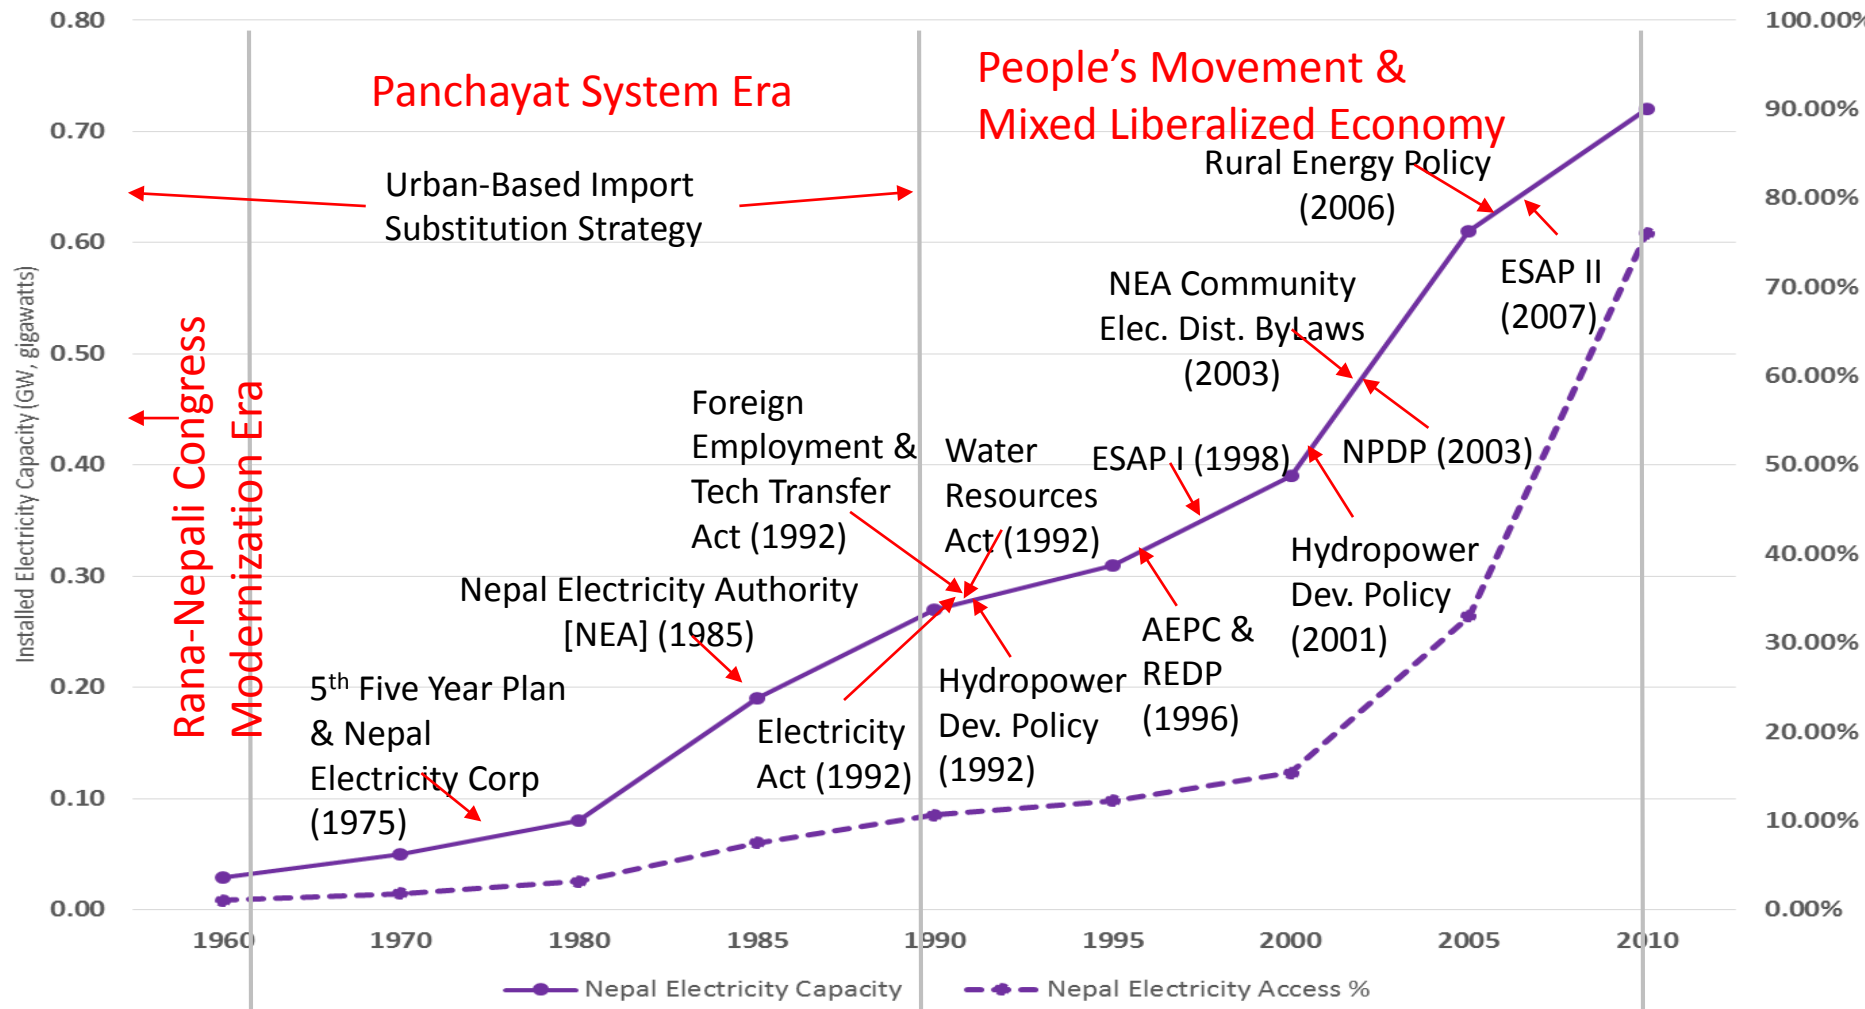 0.80
0.70
0.60
0.50
0.40
0.30
0.20
0.10
0.00
Installed Electricity Capacity (GW, gigawatts)
100.00%
90.00%
80.00%
70.00%
60.00%
50.00%
40.00%
30.00%
20.00%
10.00%
0.00%
Rana-Nepali Congress
Modernization Era
Panchayat System Era
People’s Movement &
Mixed Liberalized Economy
Urban-Based Import
Substitution Strategy
5th Five Year Plan
& Nepal
Electricity Corp
(1975)
Nepal Electricity Authority
[NEA] (1985)
Foreign
Employment &
Tech Transfer
Act (1992)
Water
Resources
Act (1992)
Electricity
Act (1992)
Hydropower
Dev. Policy
(1992)
ESAP I (1998)
AEPC &
REDP
(1996)
NEA Community
Elec. Dist. ByLaws
(2003)
NPDP (2003)
Hydropower
Dev. Policy
(2001)
Rural Energy Policy
(2006)
ESAP II
(2007)
1960 1970 1980 1985 1990 1995 2000 2005 2010
Nepal Electricity Capacity Nepal Electricity Access %